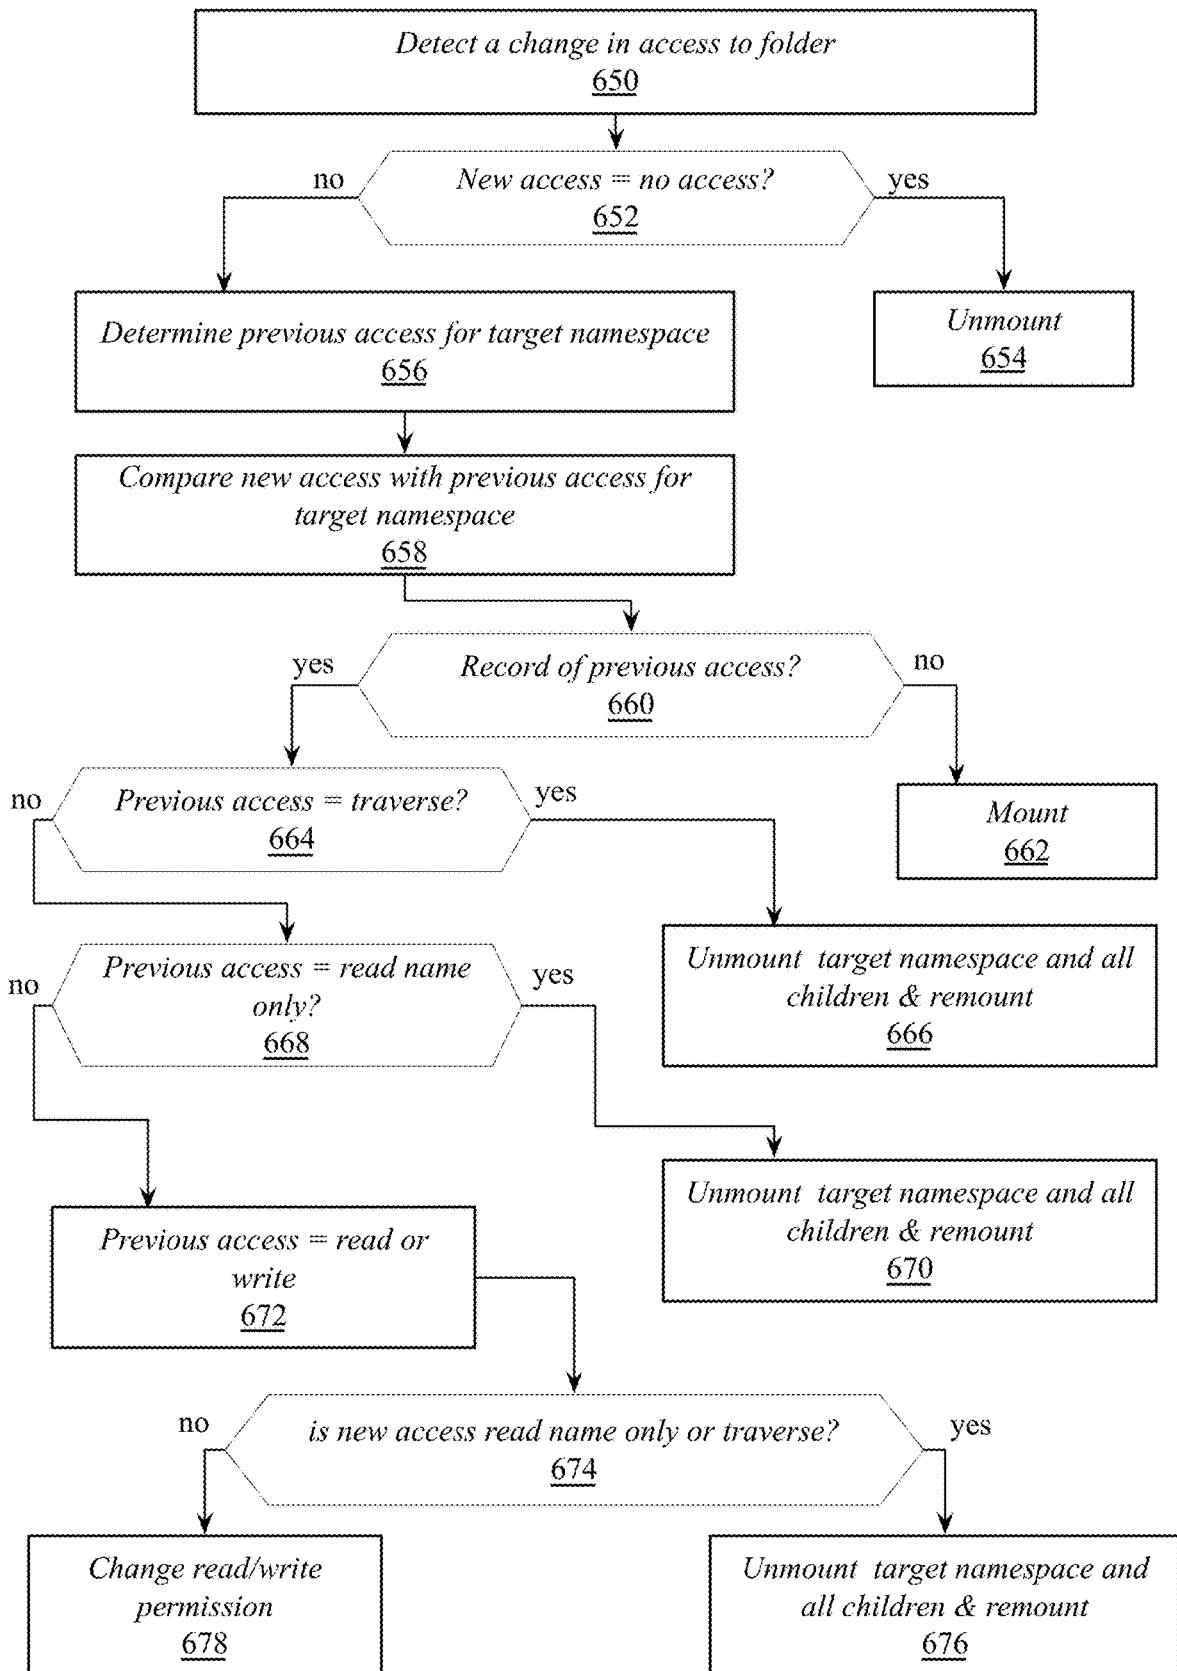 Detect a change in access to folder
650
New access = no access?
652
no
yes
Unmount
654
Determine previous access for target namespace
656
Compare new access with previous access for
target namespace
658
Record of previous access?
660
yes
no
Mount
662
Previous access = traverse?
664
no
yes
Unmount target namespace and all
children & remount
666
Previous access = read name
only?
668
no
yes
Unmount target namespace and all
children & remount
670
Previous access = read or
write
672
is new access read name only or traverse?
674
no
yes
Change read/write
permission
678
Unmount target namespace and
all children & remount
676